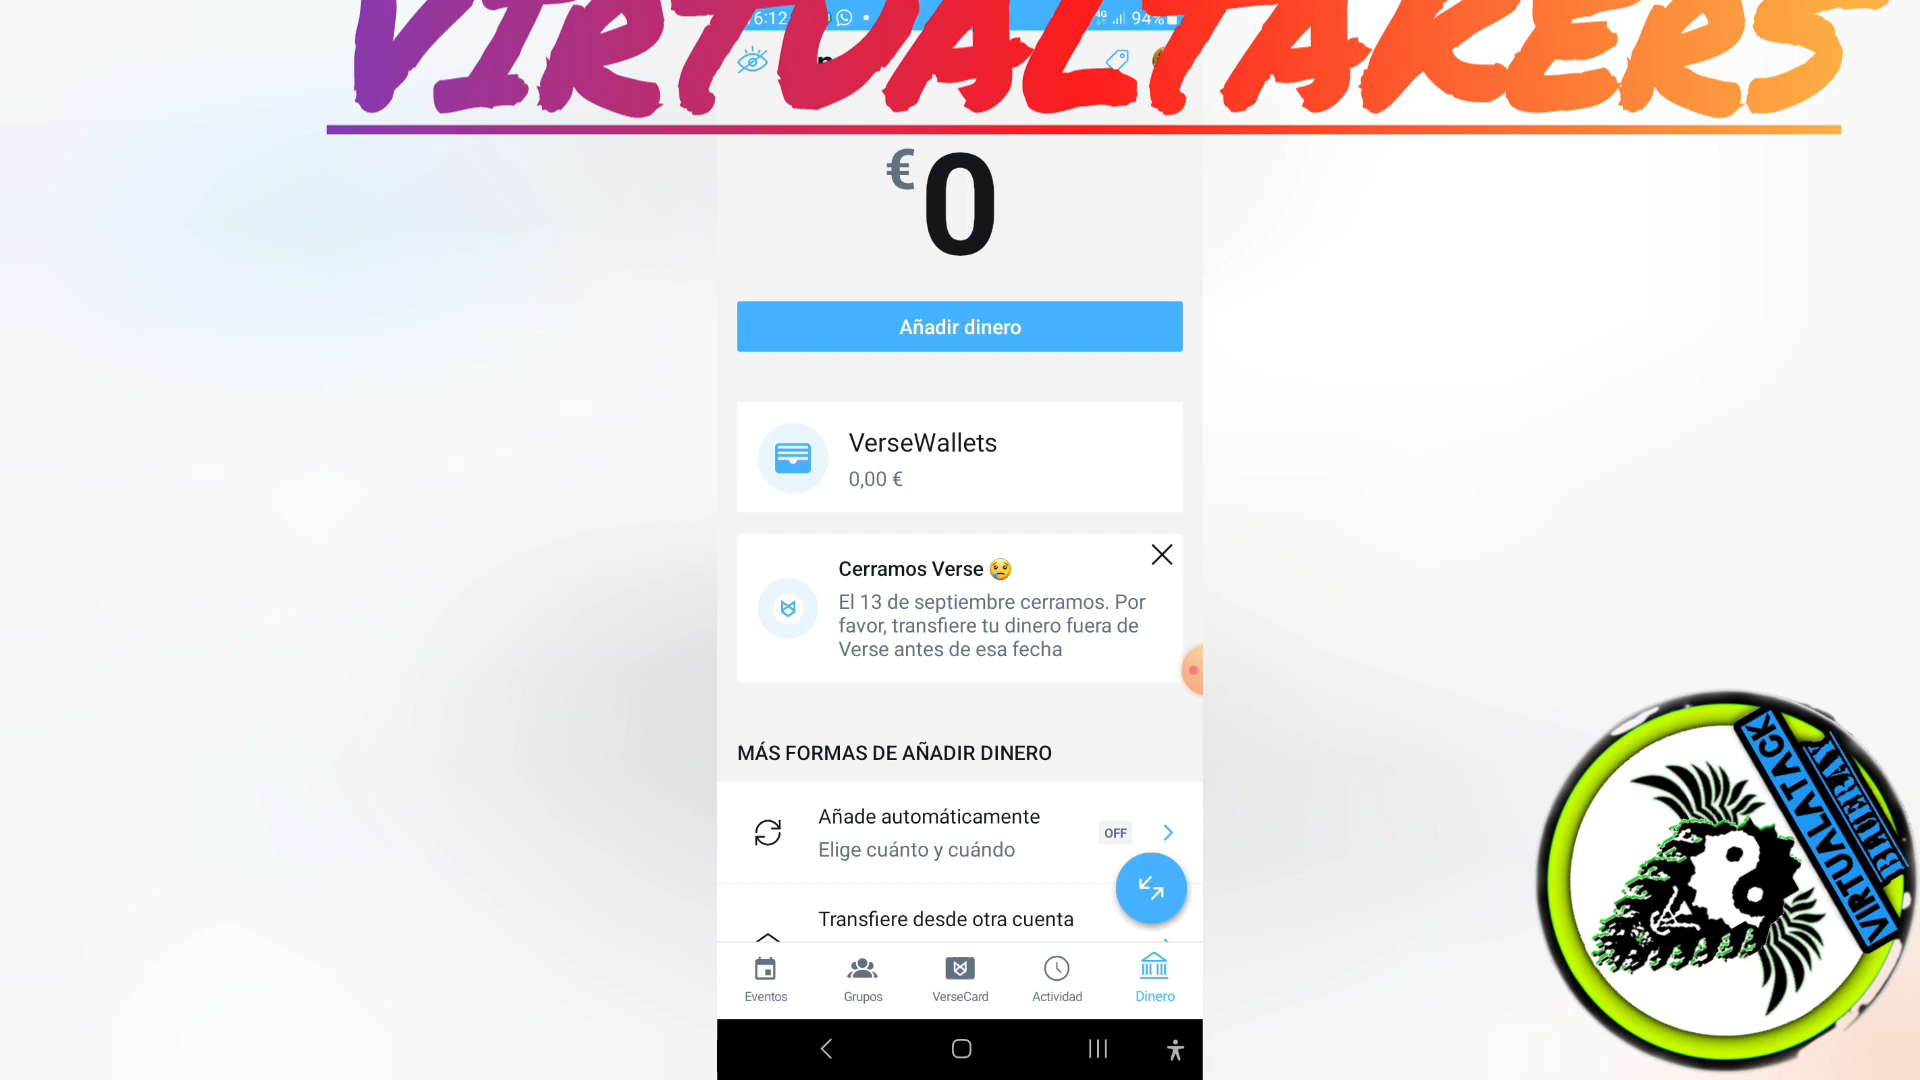 VIRTUALTAKERS
16:12
4G 94%
€0
Añadir dinero
VerseWallets
0,00 €
Cerramos Verse 😢
El 13 de septiembre cerramos. Por
favor, transfiere tu dinero fuera de
Verse antes de esa fecha
MÁS FORMAS DE AÑADIR DINERO
Añade automáticamente
OFF
Elige cuánto y cuándo
Transfiere desde otra cuenta
Eventos
Grupos
VerseCard
Actividad
Dinero
VIRTUALATACK